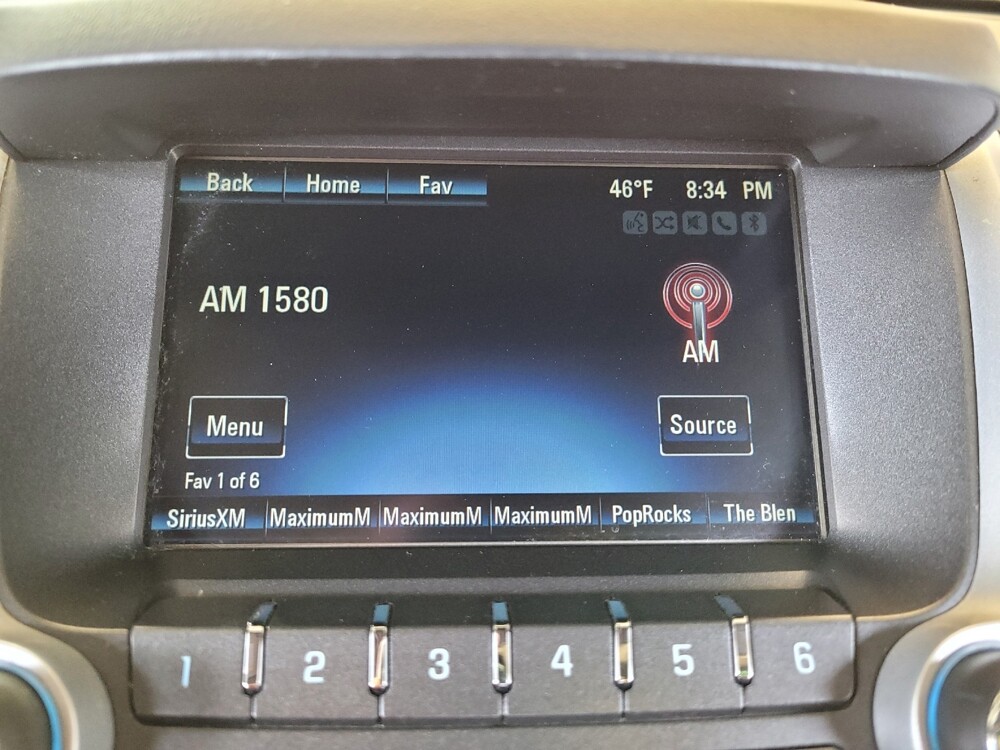 Back Home Fav 46°F 8:34 PM
AM 1580
AM
Menu Source
Fav 1 of 6
SiriusXM MaximumM MaximumM MaximumM PopRocks The Blen
1 2 3 4 5 6